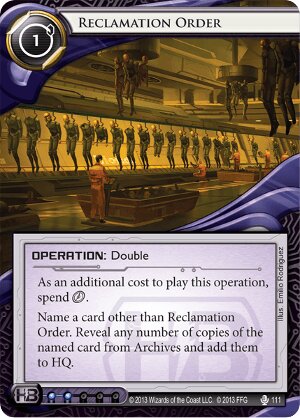 Reclamation Order
1
OPERATION: Double
As an additional cost to play this operation,
spend .
Name a card other than Reclamation
Order. Reveal any number of copies of the
named card from Archives and add them
to HQ.
Illus. Emilio Rodriguez
HB
© 2013 Wizards of the Coast LLC. © 2013 FFG
111